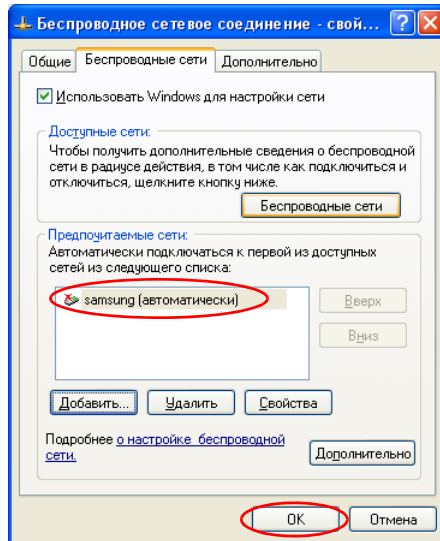 Беспроводное сетевое соединение - свой...
Общие Беспроводные сети Дополнительно
Использовать Windows для настройки сети
Доступные сети:
Чтобы получить дополнительные сведения о беспроводной
сети в радиусе действия, в том числе как подключиться и
отключиться, щелкните кнопку ниже.
Беспроводные сети
Предпочитаемые сети:
Автоматически подключаться к первой из доступных
сетей из следующего списка:
samsung (автоматически)
Вверх
Вниз
Добавить... Удалить Свойства
Подробнее о настройке беспроводной
сети.
Дополнительно
OK Отмена